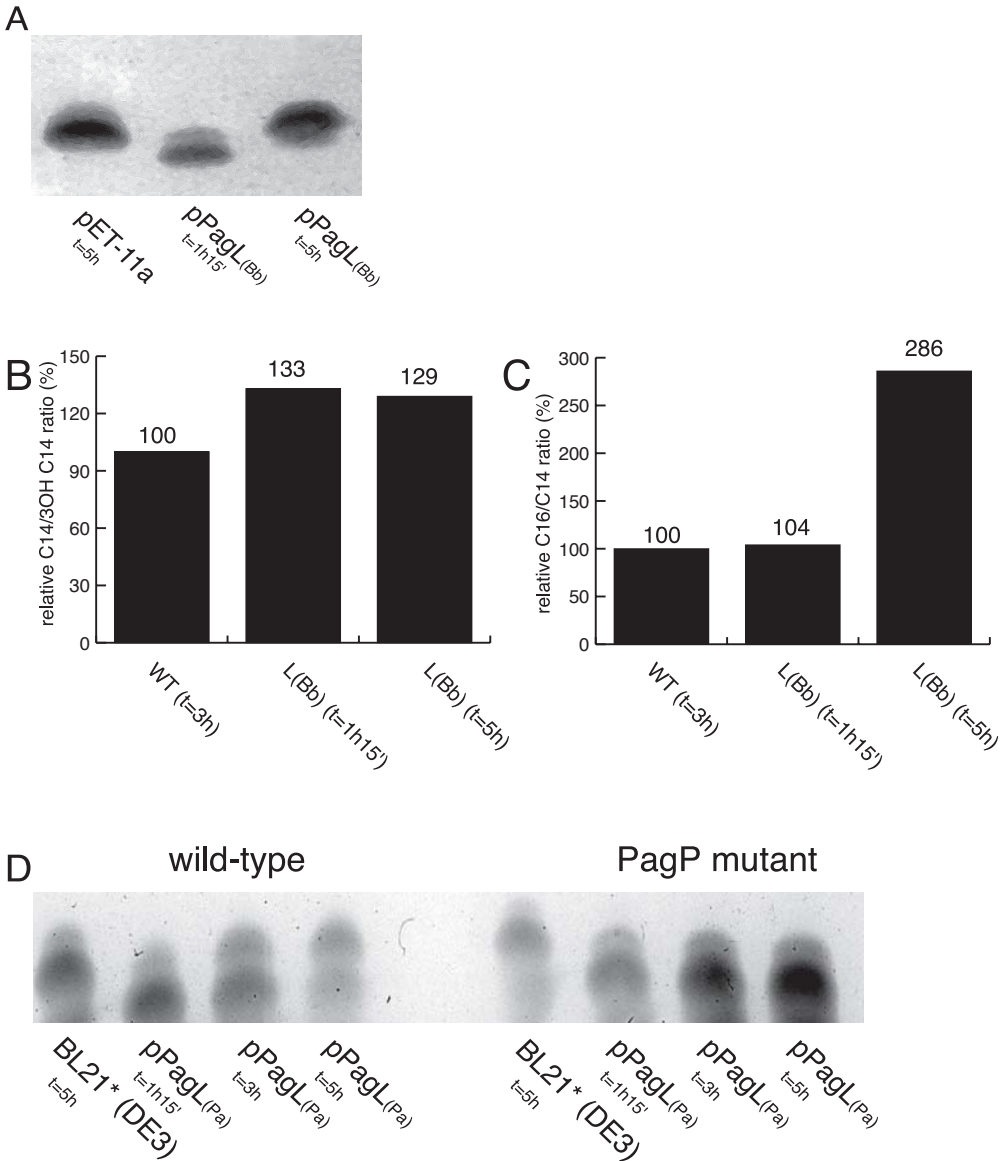 A
pET-11a
t=5h
pPagL(Bb)
t=1h15'
pPagL(Bb)
t=5h
B
relative C14/3OH C14 ratio (%)
150
120
90
60
30
0
100
133
129
WT (t=3h)
L(Bb) (t=1h15')
L(Bb) (t=5h)
C
relative C16/C14 ratio (%)
300
250
200
150
100
50
0
100
104
286
WT (t=3h)
L(Bb) (t=1h15')
L(Bb) (t=5h)
D
wild-type
PagP mutant
BL21* (DE3)
t=5h
pPagL(Pa)
t=1h15'
pPagL(Pa)
t=3h
pPagL(Pa)
t=5h
BL21* (DE3)
t=5h
pPagL(Pa)
t=1h15'
pPagL(Pa)
t=3h
pPagL(Pa)
t=5h